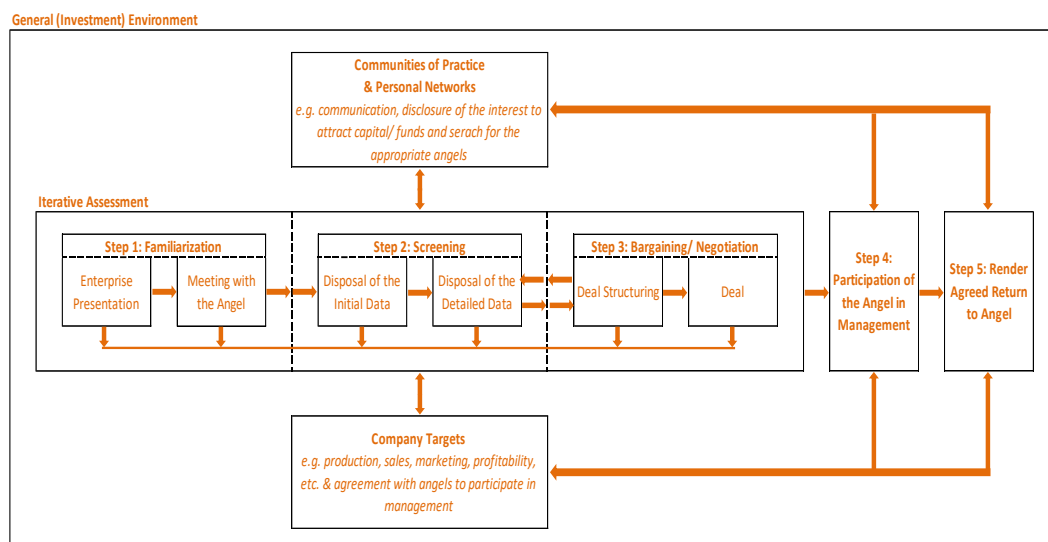 General (Investment) Environment
Communities of Practice
& Personal Networks
e.g. communication, disclosure of the interest to
attract capital/ funds and serach for the
appropriate angels
Iterative Assessment
Step 1: Familiarization
Enterprise
Presentation
Meeting with
the Angel
Step 2: Screening
Disposal of the
Initial Data
Disposal of the
Detailed Data
Step 3: Bargaining/ Negotiation
Deal Structuring
Deal
Step 4:
Participation of
the Angel in
Management
Step 5: Render
Agreed Return
to Angel
Company Targets
e.g. production, sales, marketing, profitability,
etc. & agreement with angels to participate in
management